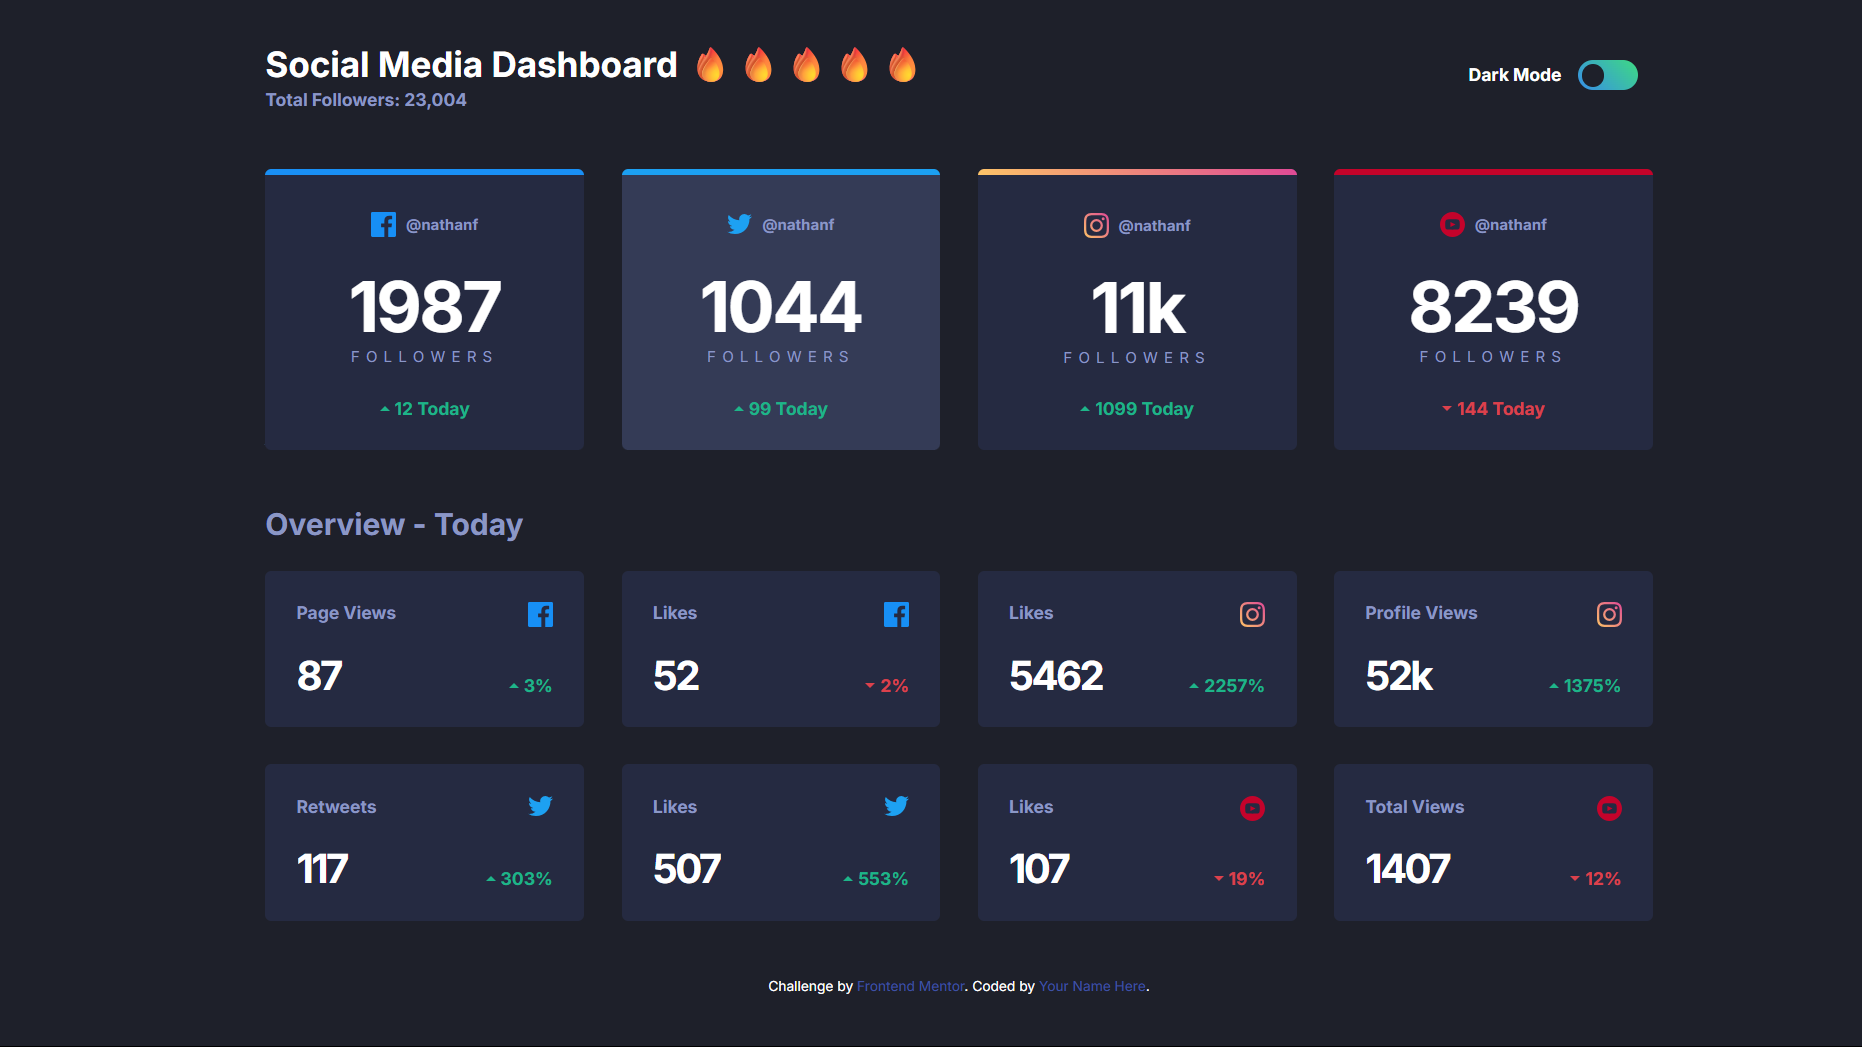 Social Media Dashboard 🔥 🔥 🔥 🔥 🔥
Total Followers: 23,004
Dark Mode
@nathanf
1987
FOLLOWERS
12 Today
@nathanf
1044
FOLLOWERS
99 Today
@nathanf
11k
FOLLOWERS
1099 Today
@nathanf
8239
FOLLOWERS
144 Today
Overview - Today
Page Views
87
3%
Likes
52
2%
Likes
5462
2257%
Profile Views
52k
1375%
Retweets
117
303%
Likes
507
553%
Likes
107
19%
Total Views
1407
12%
Challenge by Frontend Mentor. Coded by Your Name Here.